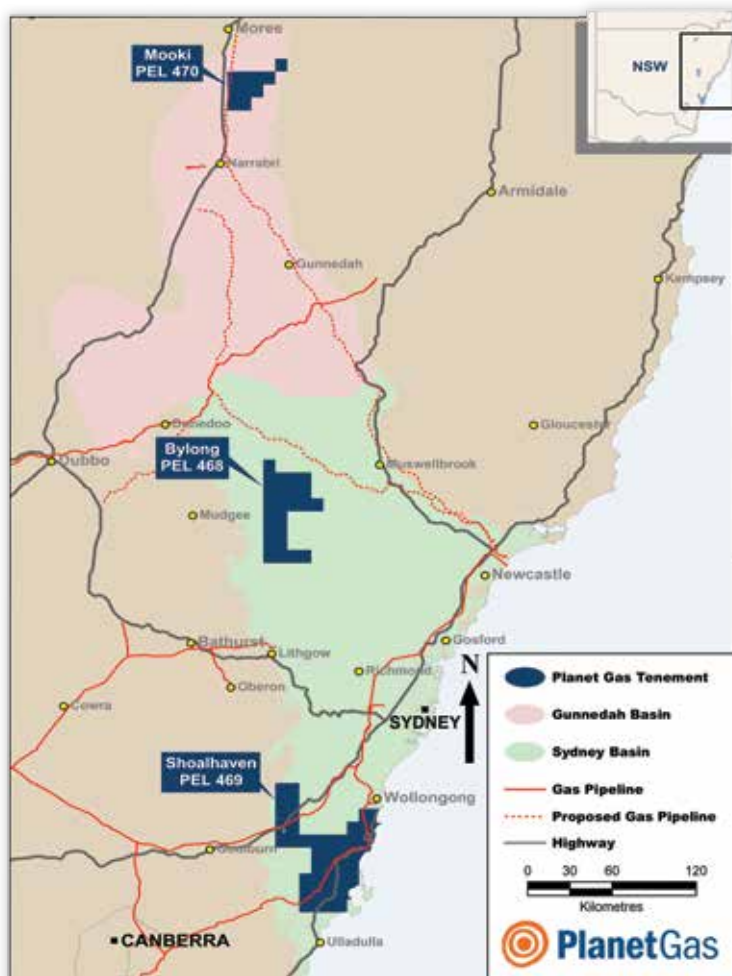 Moree
Mooki
PEL 470
NSW
Narrabri
Armidale
Gunnedah
Kempsey
Dunedoo
Gloucester
Dubbo
Bylong
PEL 468
Muswellbrook
Mudgee
Newcastle
Bathurst
Lithgow
Gosford
Richmond
Oberon
Cowra
N
SYDNEY
Shoalhaven
PEL 469
Wollongong
Goulburn
CANBERRA
Ulladulla
Planet Gas Tenement
Gunnedah Basin
Sydney Basin
Gas Pipeline
Proposed Gas Pipeline
Highway
0 30 60 120
Kilometres
PlanetGas